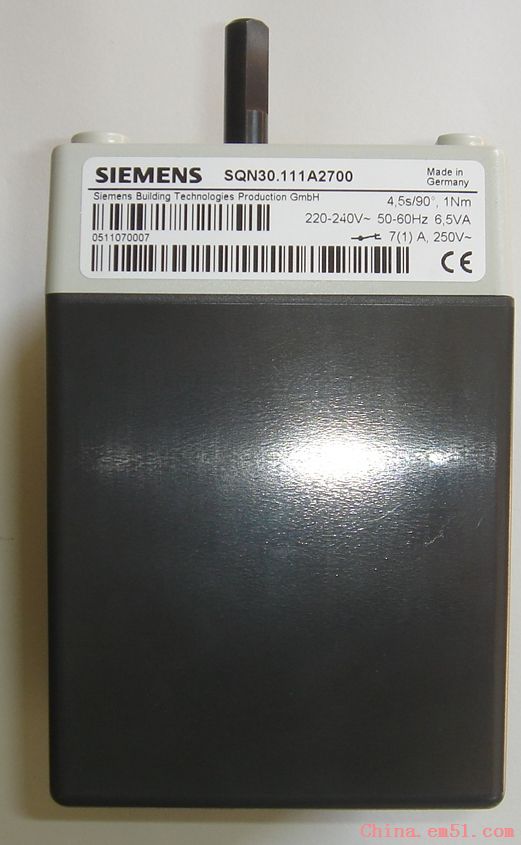 SIEMENS SQN30.111A2700 Made in
Germany
Siemens Building Technologies Production GmbH
4,5s/90°, 1Nm
220-240V~ 50-60Hz 6,5VA
0511070007
7(1) A, 250V~
CE
China.em51.com